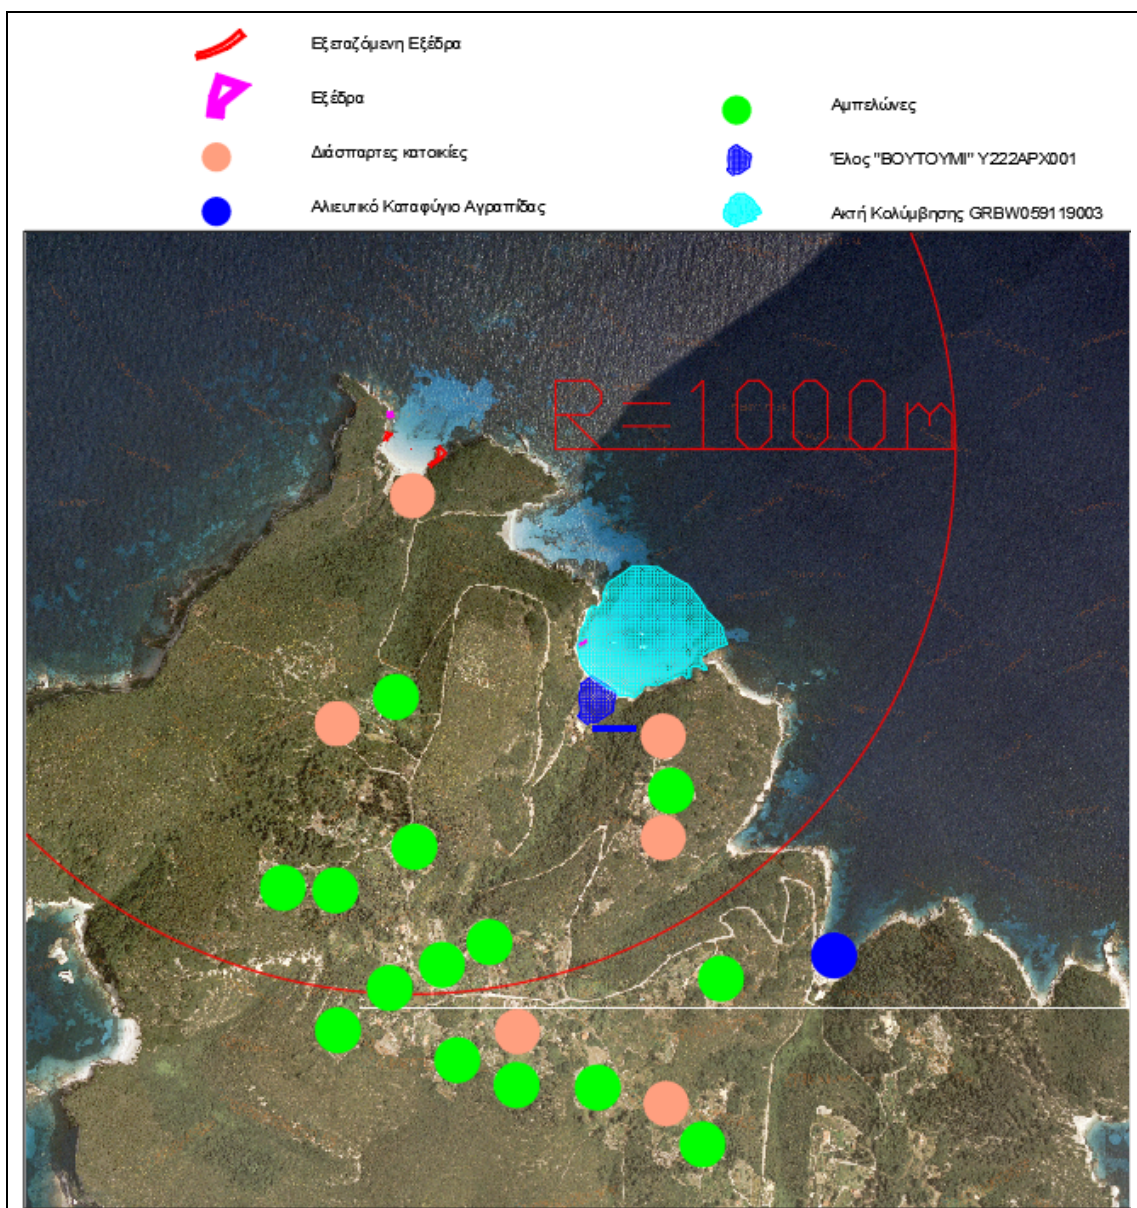 Εξεταζόμενη Εξέδρα
Εξέδρα
Διάσπαρτες κατοικίες
Αλιευτικό Καταφύγιο Αγραπίδας
Αμπελώνες
Έλος "ΒΟΥΤΟΥΜΙ" Υ222ΑΡΧ001
Ακτή Κολύμβησης GRBW059119003
R=1000m